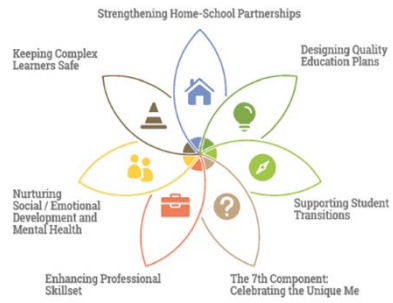 Strengthening Home-School Partnerships
Keeping Complex
Learners Safe
Designing Quality
Education Plans
Nurturing
Social / Emotional
Development and
Mental Health
Supporting Student
Transitions
Enhancing Professional
Skillset
The 7th Component:
Celebrating the Unique Me
?